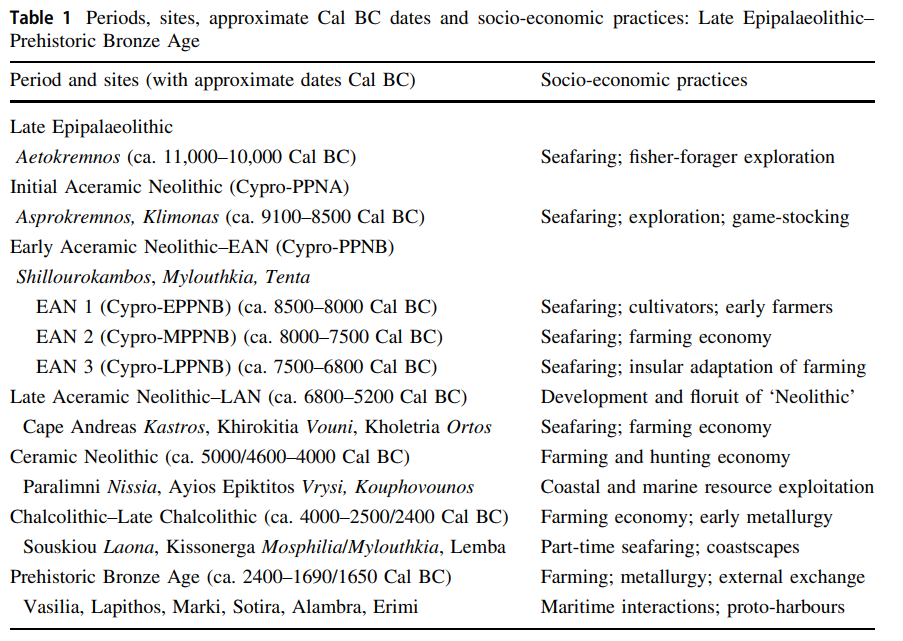 Table 1 Periods, sites, approximate Cal BC dates and socio-economic practices: Late Epipalaeolithic–
Prehistoric Bronze Age
Period and sites (with approximate dates Cal BC) Socio-economic practices
Late Epipalaeolithic
Aetokremnos (ca. 11,000–10,000 Cal BC) Seafaring; fisher-forager exploration
Initial Aceramic Neolithic (Cypro-PPNA)
Asprokremnos, Klimonas (ca. 9100–8500 Cal BC) Seafaring; exploration; game-stocking
Early Aceramic Neolithic–EAN (Cypro-PPNB)
Shillourokambos, Mylouthkia, Tenta
EAN 1 (Cypro-EPPNB) (ca. 8500–8000 Cal BC) Seafaring; cultivators; early farmers
EAN 2 (Cypro-MPPNB) (ca. 8000–7500 Cal BC) Seafaring; farming economy
EAN 3 (Cypro-LPPNB) (ca. 7500–6800 Cal BC) Seafaring; insular adaptation of farming
Late Aceramic Neolithic–LAN (ca. 6800–5200 Cal BC) Development and floruit of ‘Neolithic’
Cape Andreas Kastros, Khirokitia Vouni, Kholetria Ortos Seafaring; farming economy
Ceramic Neolithic (ca. 5000/4600–4000 Cal BC) Farming and hunting economy
Paralimni Nissia, Ayios Epiktitos Vrysi, Kouphovounos Coastal and marine resource exploitation
Chalcolithic–Late Chalcolithic (ca. 4000–2500/2400 Cal BC) Farming economy; early metallurgy
Souskiou Laona, Kissonerga Mosphilia/Mylouthkia, Lemba Part-time seafaring; coastscapes
Prehistoric Bronze Age (ca. 2400–1690/1650 Cal BC) Farming; metallurgy; external exchange
Vasilia, Lapithos, Marki, Sotira, Alambra, Erimi Maritime interactions; proto-harbours